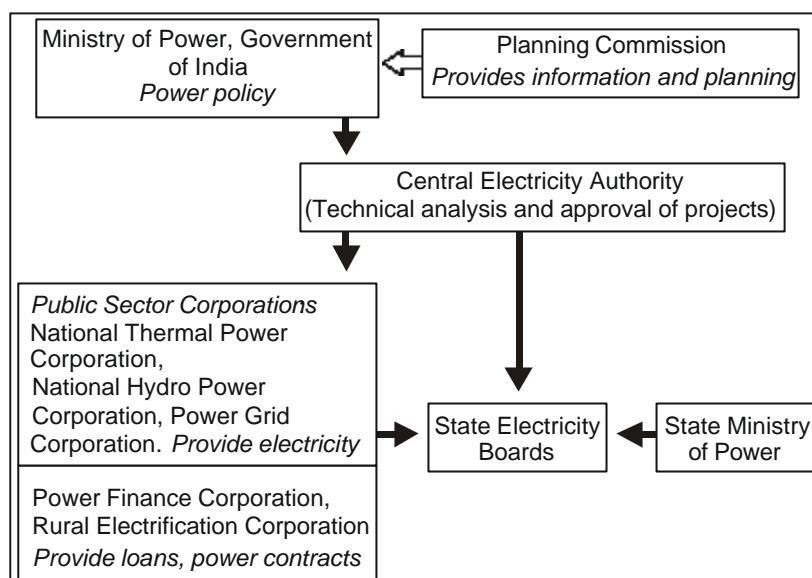 Ministry of Power, Government
of India
Power policy
Planning Commission
Provides information and planning
Central Electricity Authority
(Technical analysis and approval of projects)
Public Sector Corporations
National Thermal Power
Corporation,
National Hydro Power
Corporation, Power Grid
Corporation. Provide electricity
State Electricity
Boards
State Ministry
of Power
Power Finance Corporation,
Rural Electrification Corporation
Provide loans, power contracts